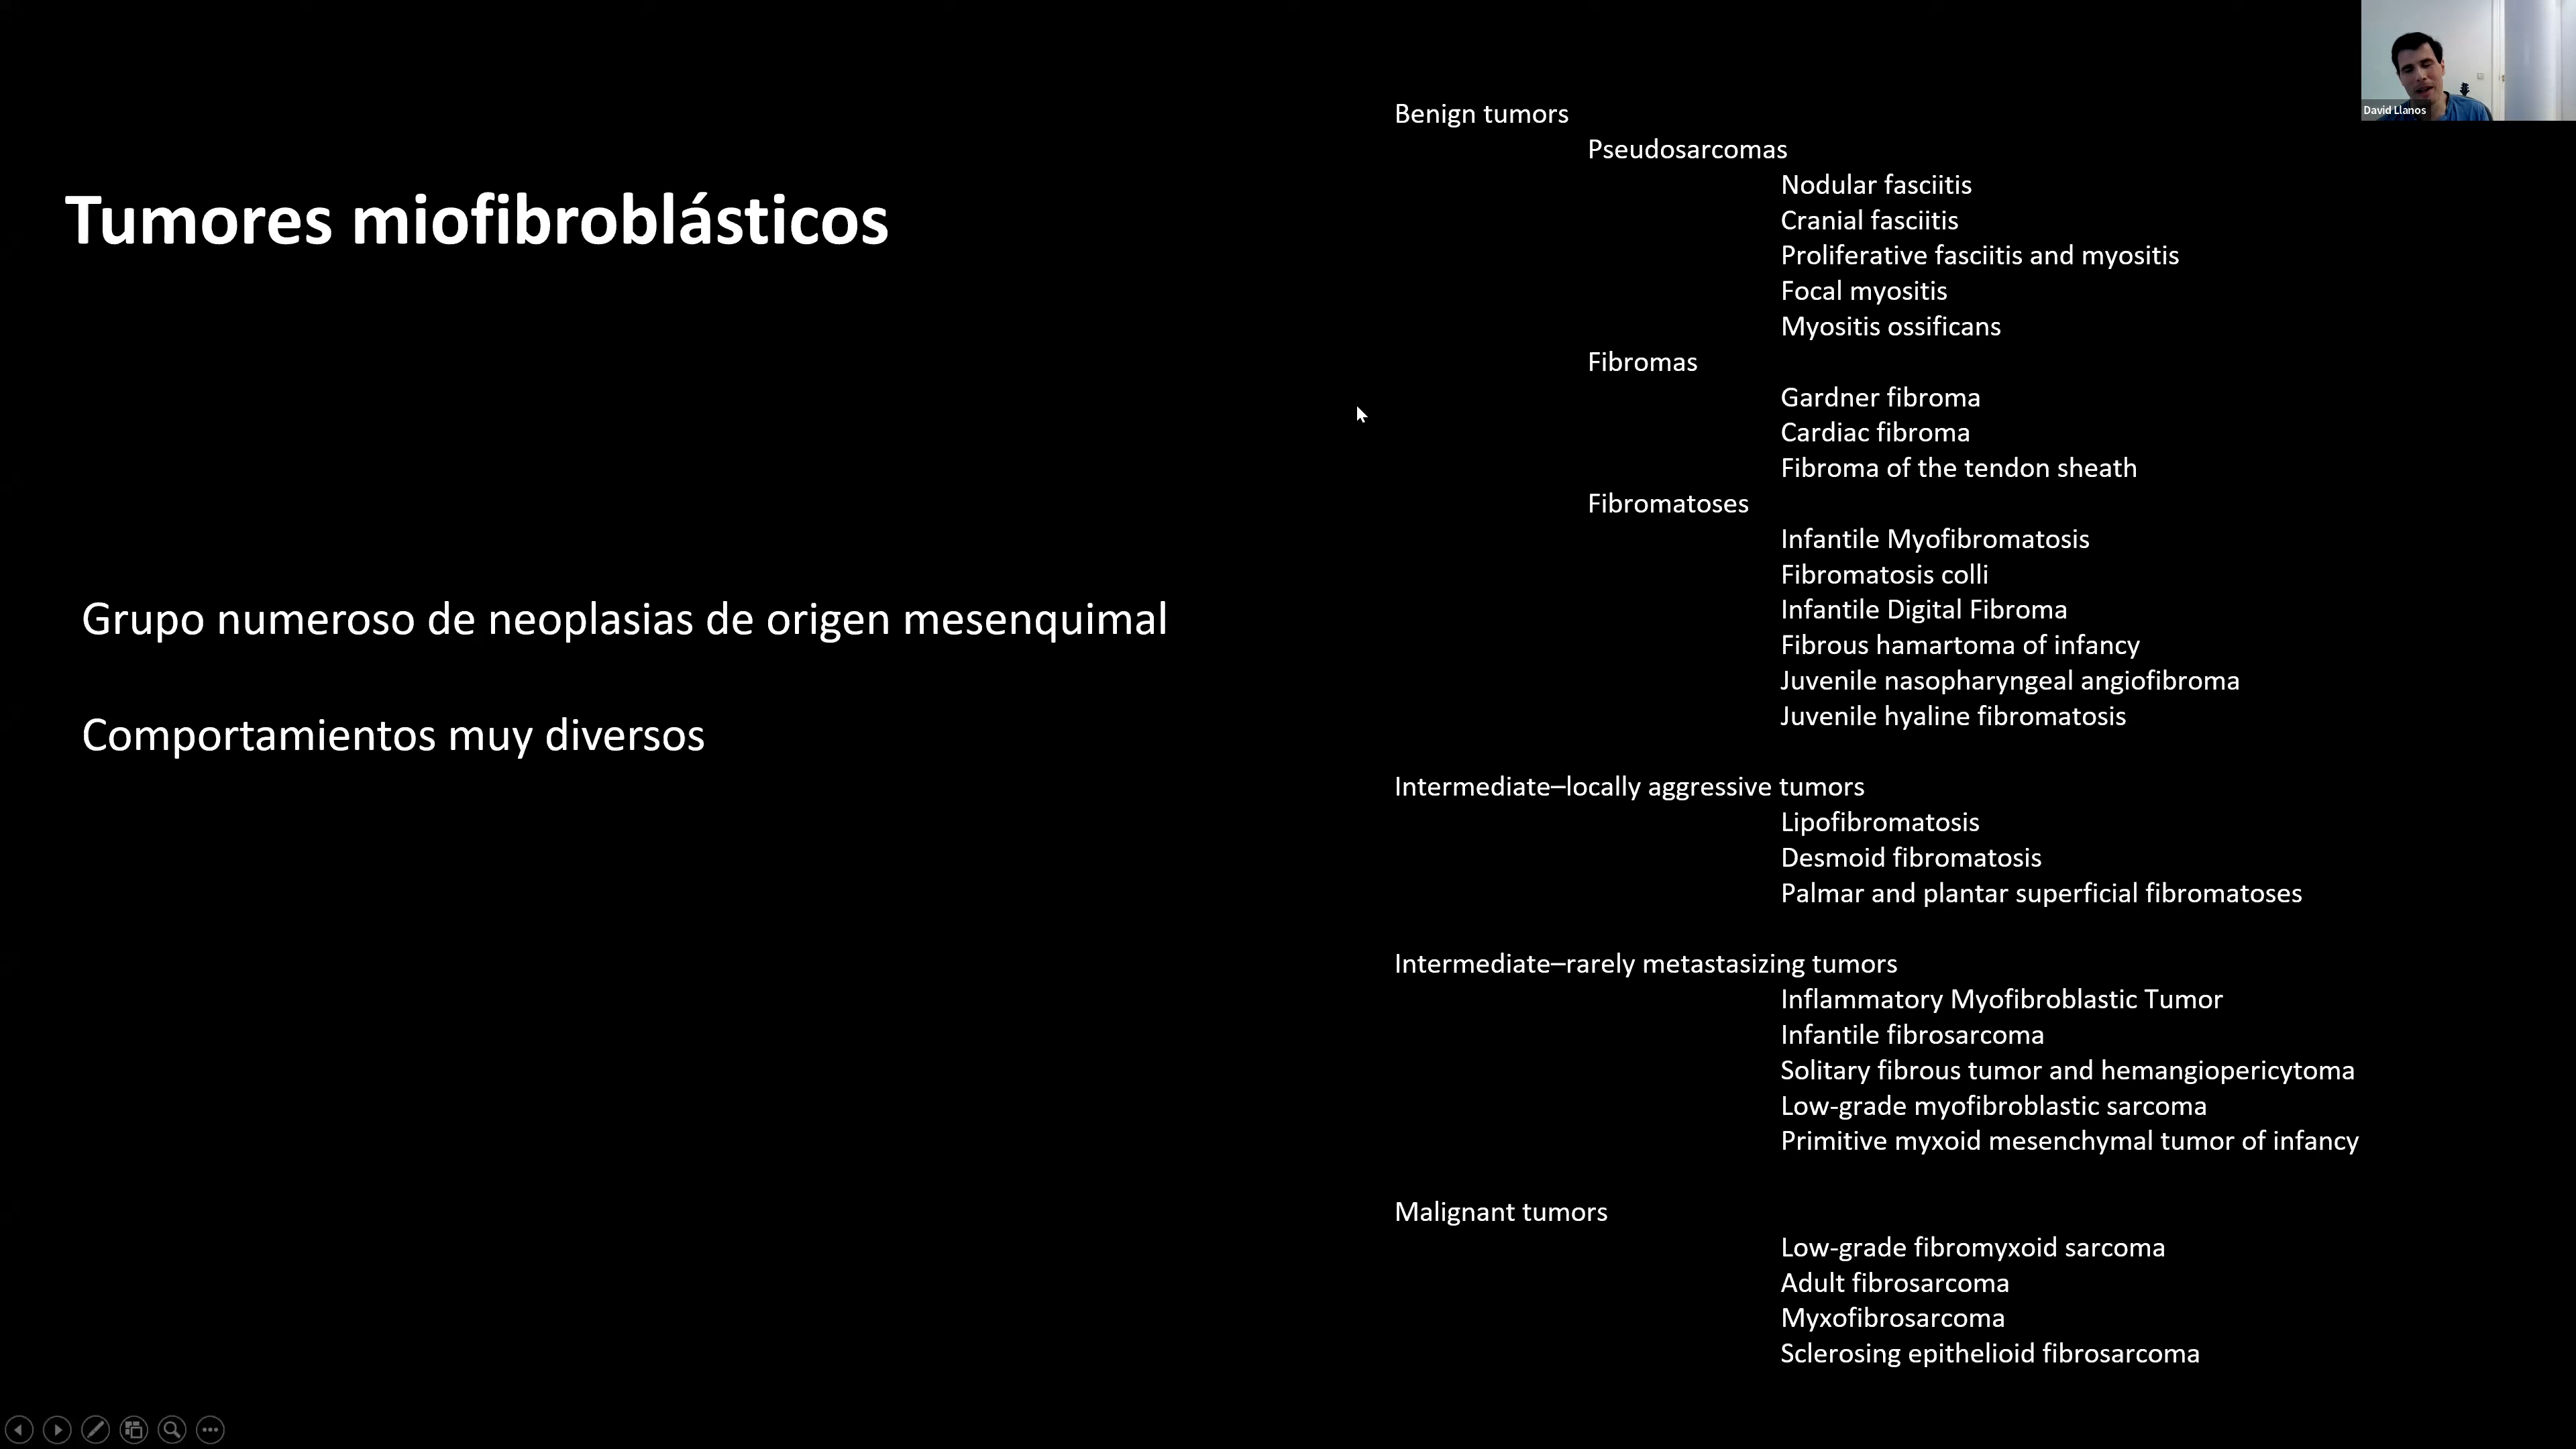 David Llanos
Tumores miofibroblásticos
Grupo numeroso de neoplasias de origen mesenquimal
Comportamientos muy diversos
Benign tumors
Pseudosarcomas
Nodular fasciitis
Cranial fasciitis
Proliferative fasciitis and myositis
Focal myositis
Myositis ossificans
Fibromas
Gardner fibroma
Cardiac fibroma
Fibroma of the tendon sheath
Fibromatoses
Infantile Myofibromatosis
Fibromatosis colli
Infantile Digital Fibroma
Fibrous hamartoma of infancy
Juvenile nasopharyngeal angiofibroma
Juvenile hyaline fibromatosis
Intermediate–locally aggressive tumors
Lipofibromatosis
Desmoid fibromatosis
Palmar and plantar superficial fibromatoses
Intermediate–rarely metastasizing tumors
Inflammatory Myofibroblastic Tumor
Infantile fibrosarcoma
Solitary fibrous tumor and hemangiopericytoma
Low-grade myofibroblastic sarcoma
Primitive myxoid mesenchymal tumor of infancy
Malignant tumors
Low-grade fibromyxoid sarcoma
Adult fibrosarcoma
Myxofibrosarcoma
Sclerosing epithelioid fibrosarcoma